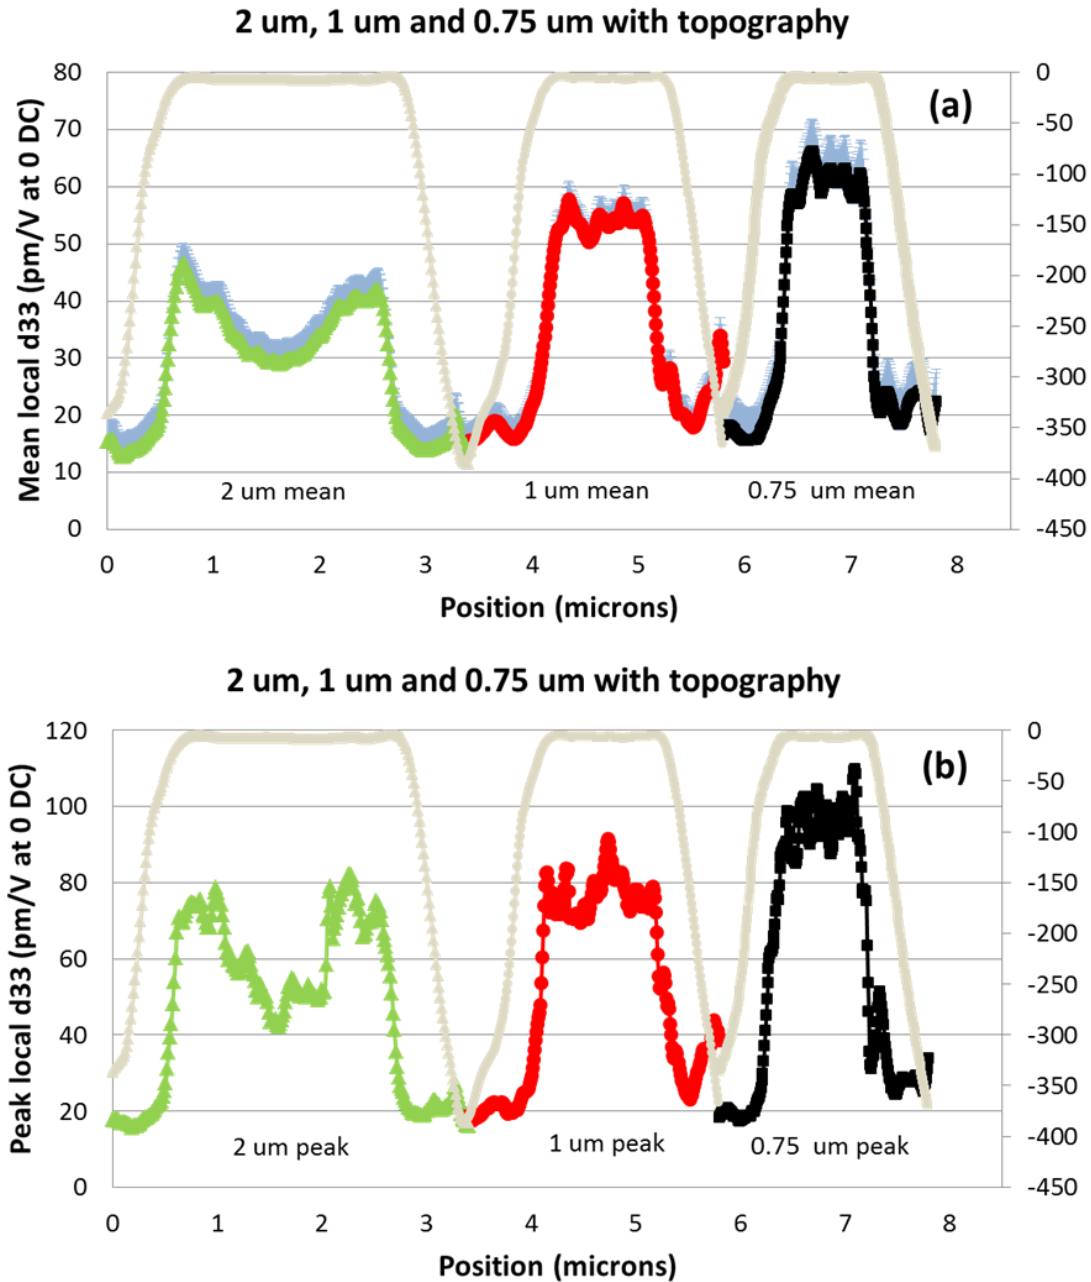 2 um, 1 um and 0.75 um with topography
80
70
60
50
40
30
20
10
0
Mean local d33 (pm/V at 0 DC)
(a)
0
-50
-100
-150
-200
-250
-300
-350
-400
-450
2 um mean
1 um mean
0.75 um mean
0 1 2 3 4 5 6 7 8
Position (microns)
2 um, 1 um and 0.75 um with topography
120
100
80
60
40
20
0
Peak local d33 (pm/V at 0 DC)
(b)
0
-50
-100
-150
-200
-250
-300
-350
-400
-450
2 um peak
1 um peak
0.75 um peak
0 1 2 3 4 5 6 7 8
Position (microns)